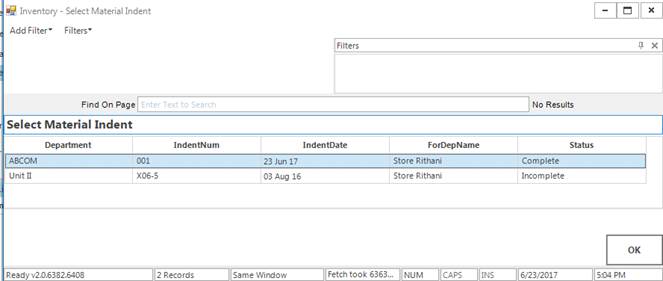 Inventory - Select Material Indent
Add Filter Filters
Filters
Find On Page Enter Text to Search No Results
Select Material Indent
Department IndentNum IndentDate ForDepName Status
ABCOM 001 23 Jun 17 Store Rithani Complete
Unit II X06-5 03 Aug 16 Store Rithani Incomplete
OK
Ready v2.0.6382.6408 2 Records Same Window Fetch took 6363... NUM CAPS INS 6/23/2017 5:04 PM